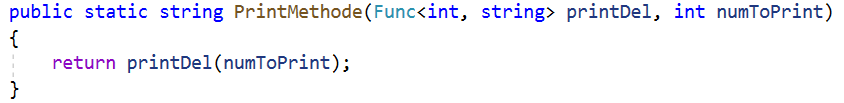 public static string PrintMethode(Func<int, string> printDel, int numToPrint)
{
    return printDel(numToPrint);
}